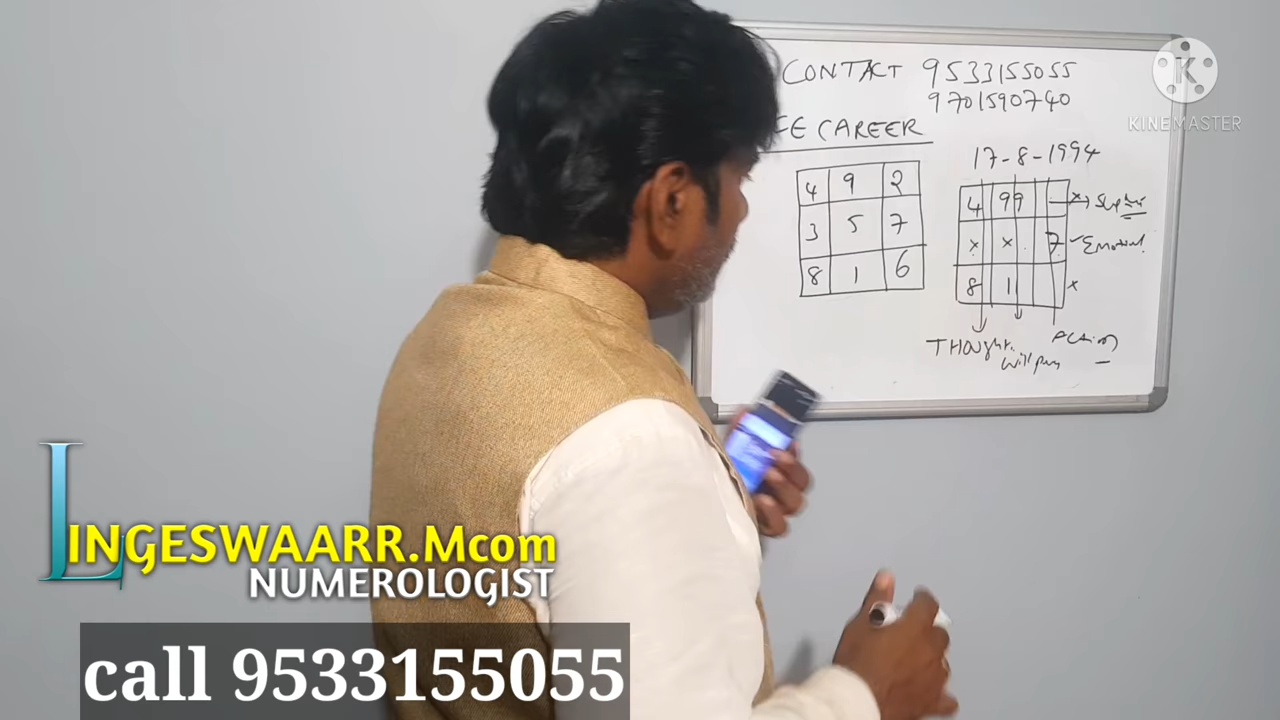 CONTACT 9533155055
9701590740
CAREER
17-8-1994
4 9 2
3 5 7
8 1 6
4 99 - x
x x 7 Emotional
8 1 x
THOught
Will
Action
KINEMASTER
LINGESWAARR.Mcom
NUMEROLOGIST
call 9533155055